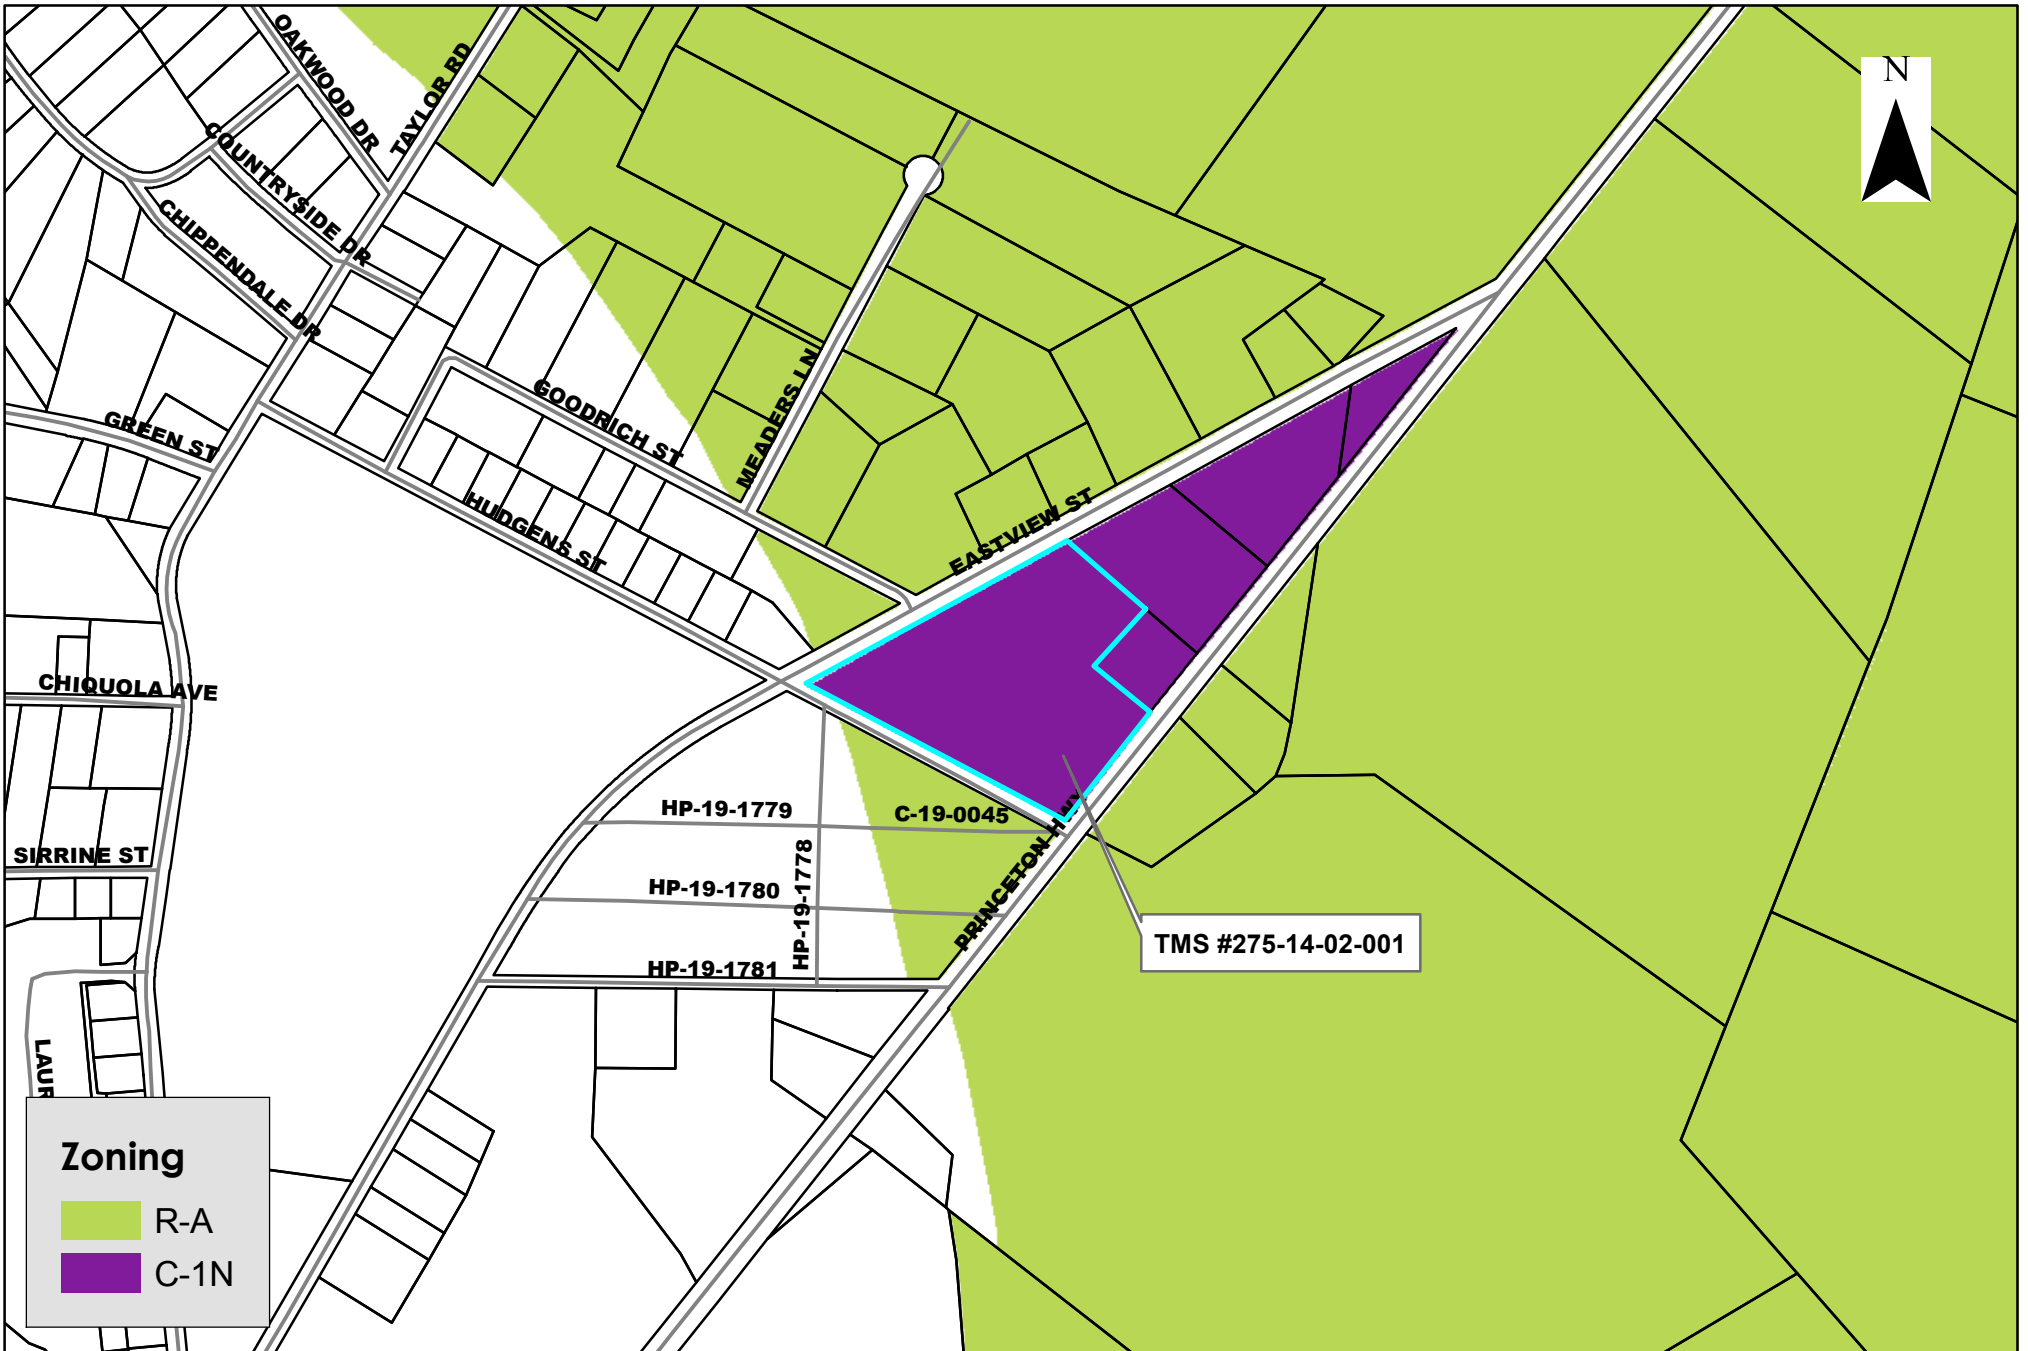 OAKWOOD DR
TAYLOR RD
N
COUNTRYSIDE DR
CHIPPENDALE DR
GREEN ST
GOODRICH ST
MEADERS LN
HUDGENS ST
EASTVIEW ST
CHIQUOLA AVE
HP-19-1779
C-19-0045
SIRRINE ST
HP-19-1778
HP-19-1780
PRINCETON HWY
TMS #275-14-02-001
HP-19-1781
LAUR
Zoning
R-A
C-1N